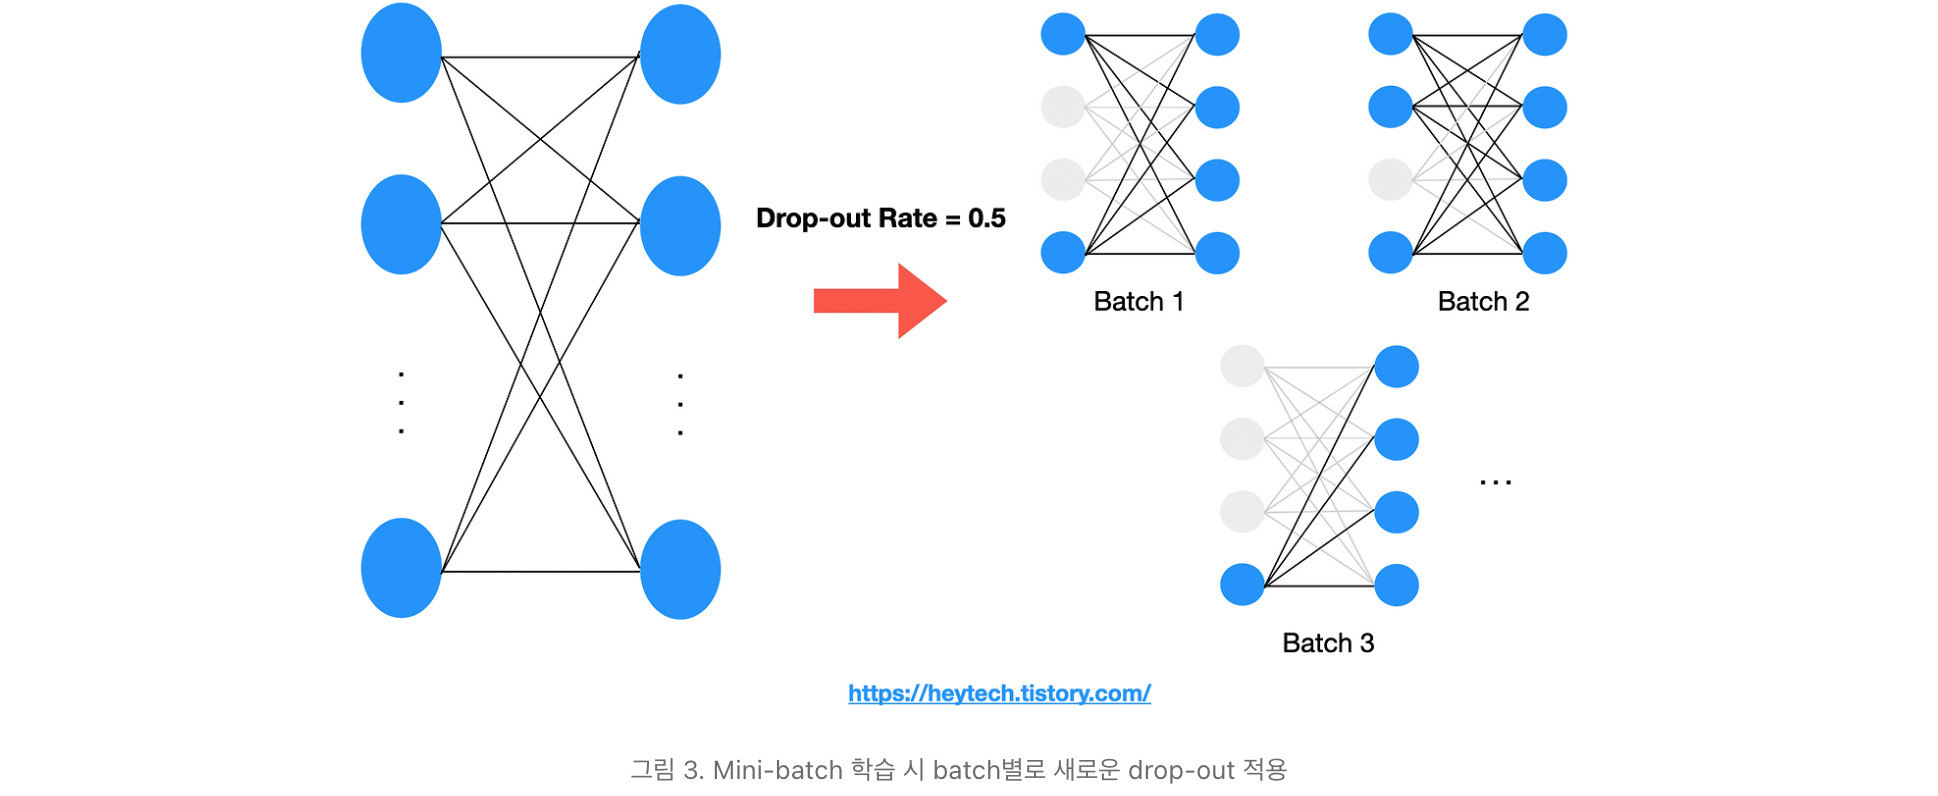 Drop-out Rate = 0.5
Batch 1
Batch 2
Batch 3
...
https://heytech.tistory.com/
그림 3. Mini-batch 학습 시 batch별로 새로운 drop-out 적용